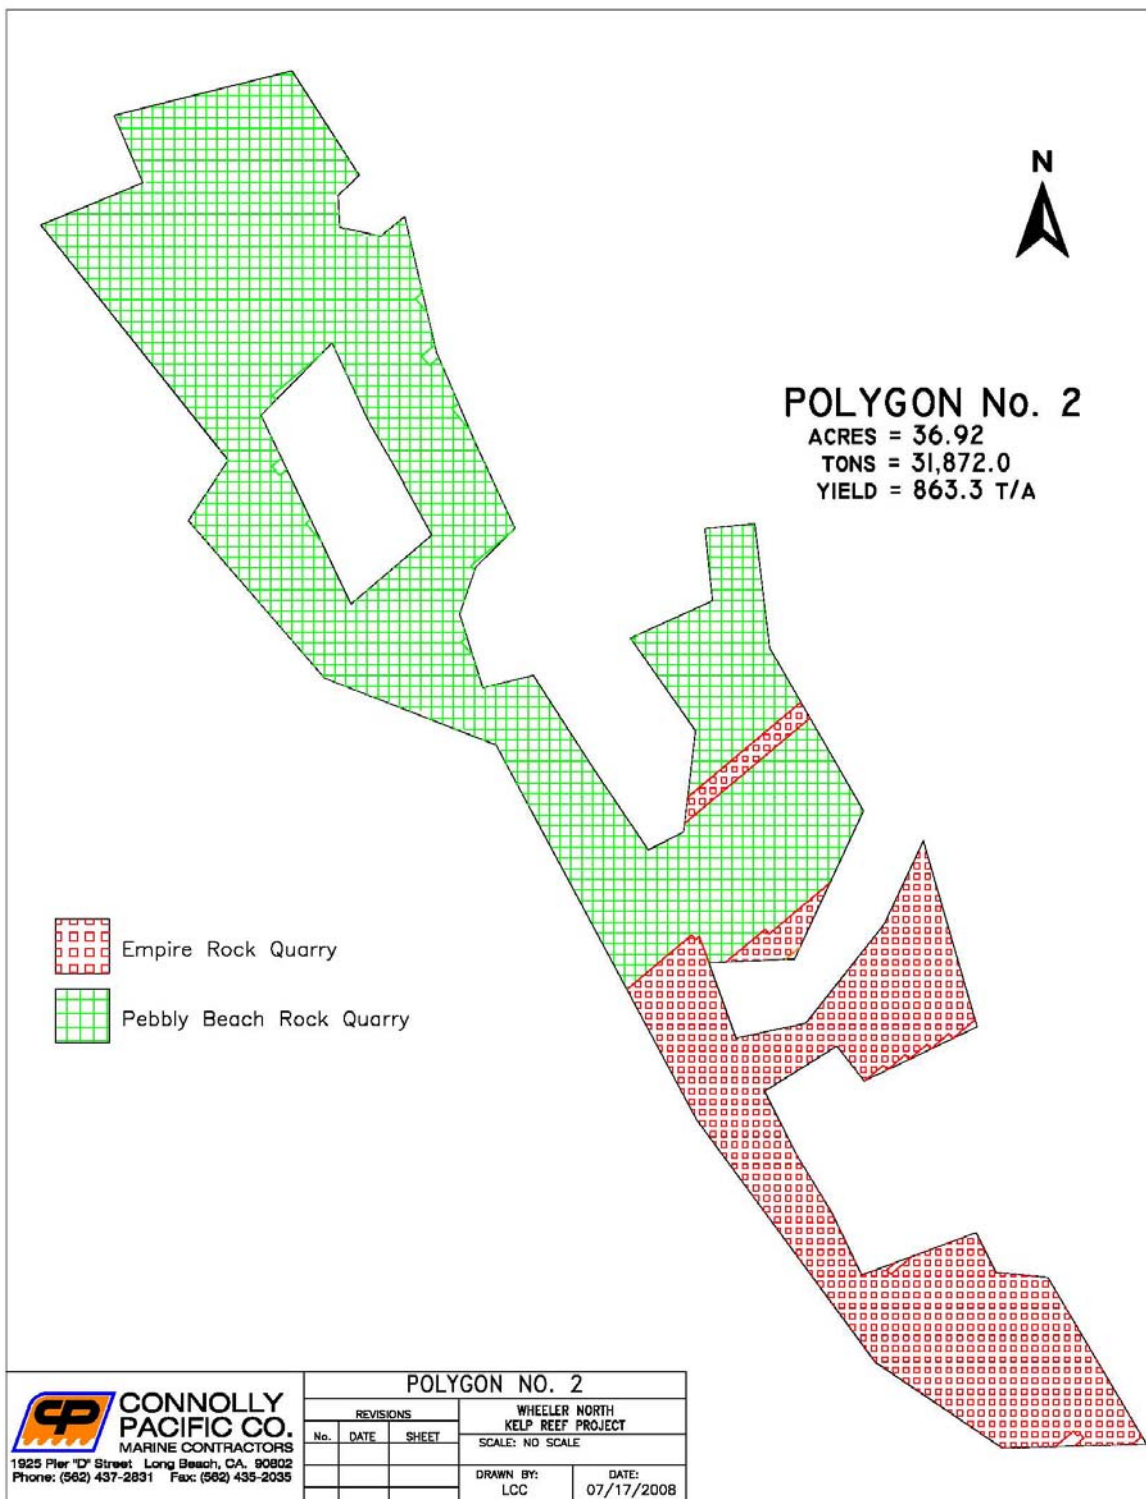 N
POLYGON No. 2
ACRES = 36.92
TONS = 31,872.0
YIELD = 863.3 T/A
Empire Rock Quarry
Pebbly Beach Rock Quarry
CP
CONNOLLY
PACIFIC CO.
MARINE CONTRACTORS
1925 Pier "D" Street Long Beach, CA. 90802
Phone: (562) 437-2831 Fax: (562) 435-2035
POLYGON NO. 2
REVISIONS
No. DATE SHEET
WHEELER NORTH
KELP REEF PROJECT
SCALE: NO SCALE
DRAWN BY:
LCC
DATE:
07/17/2008